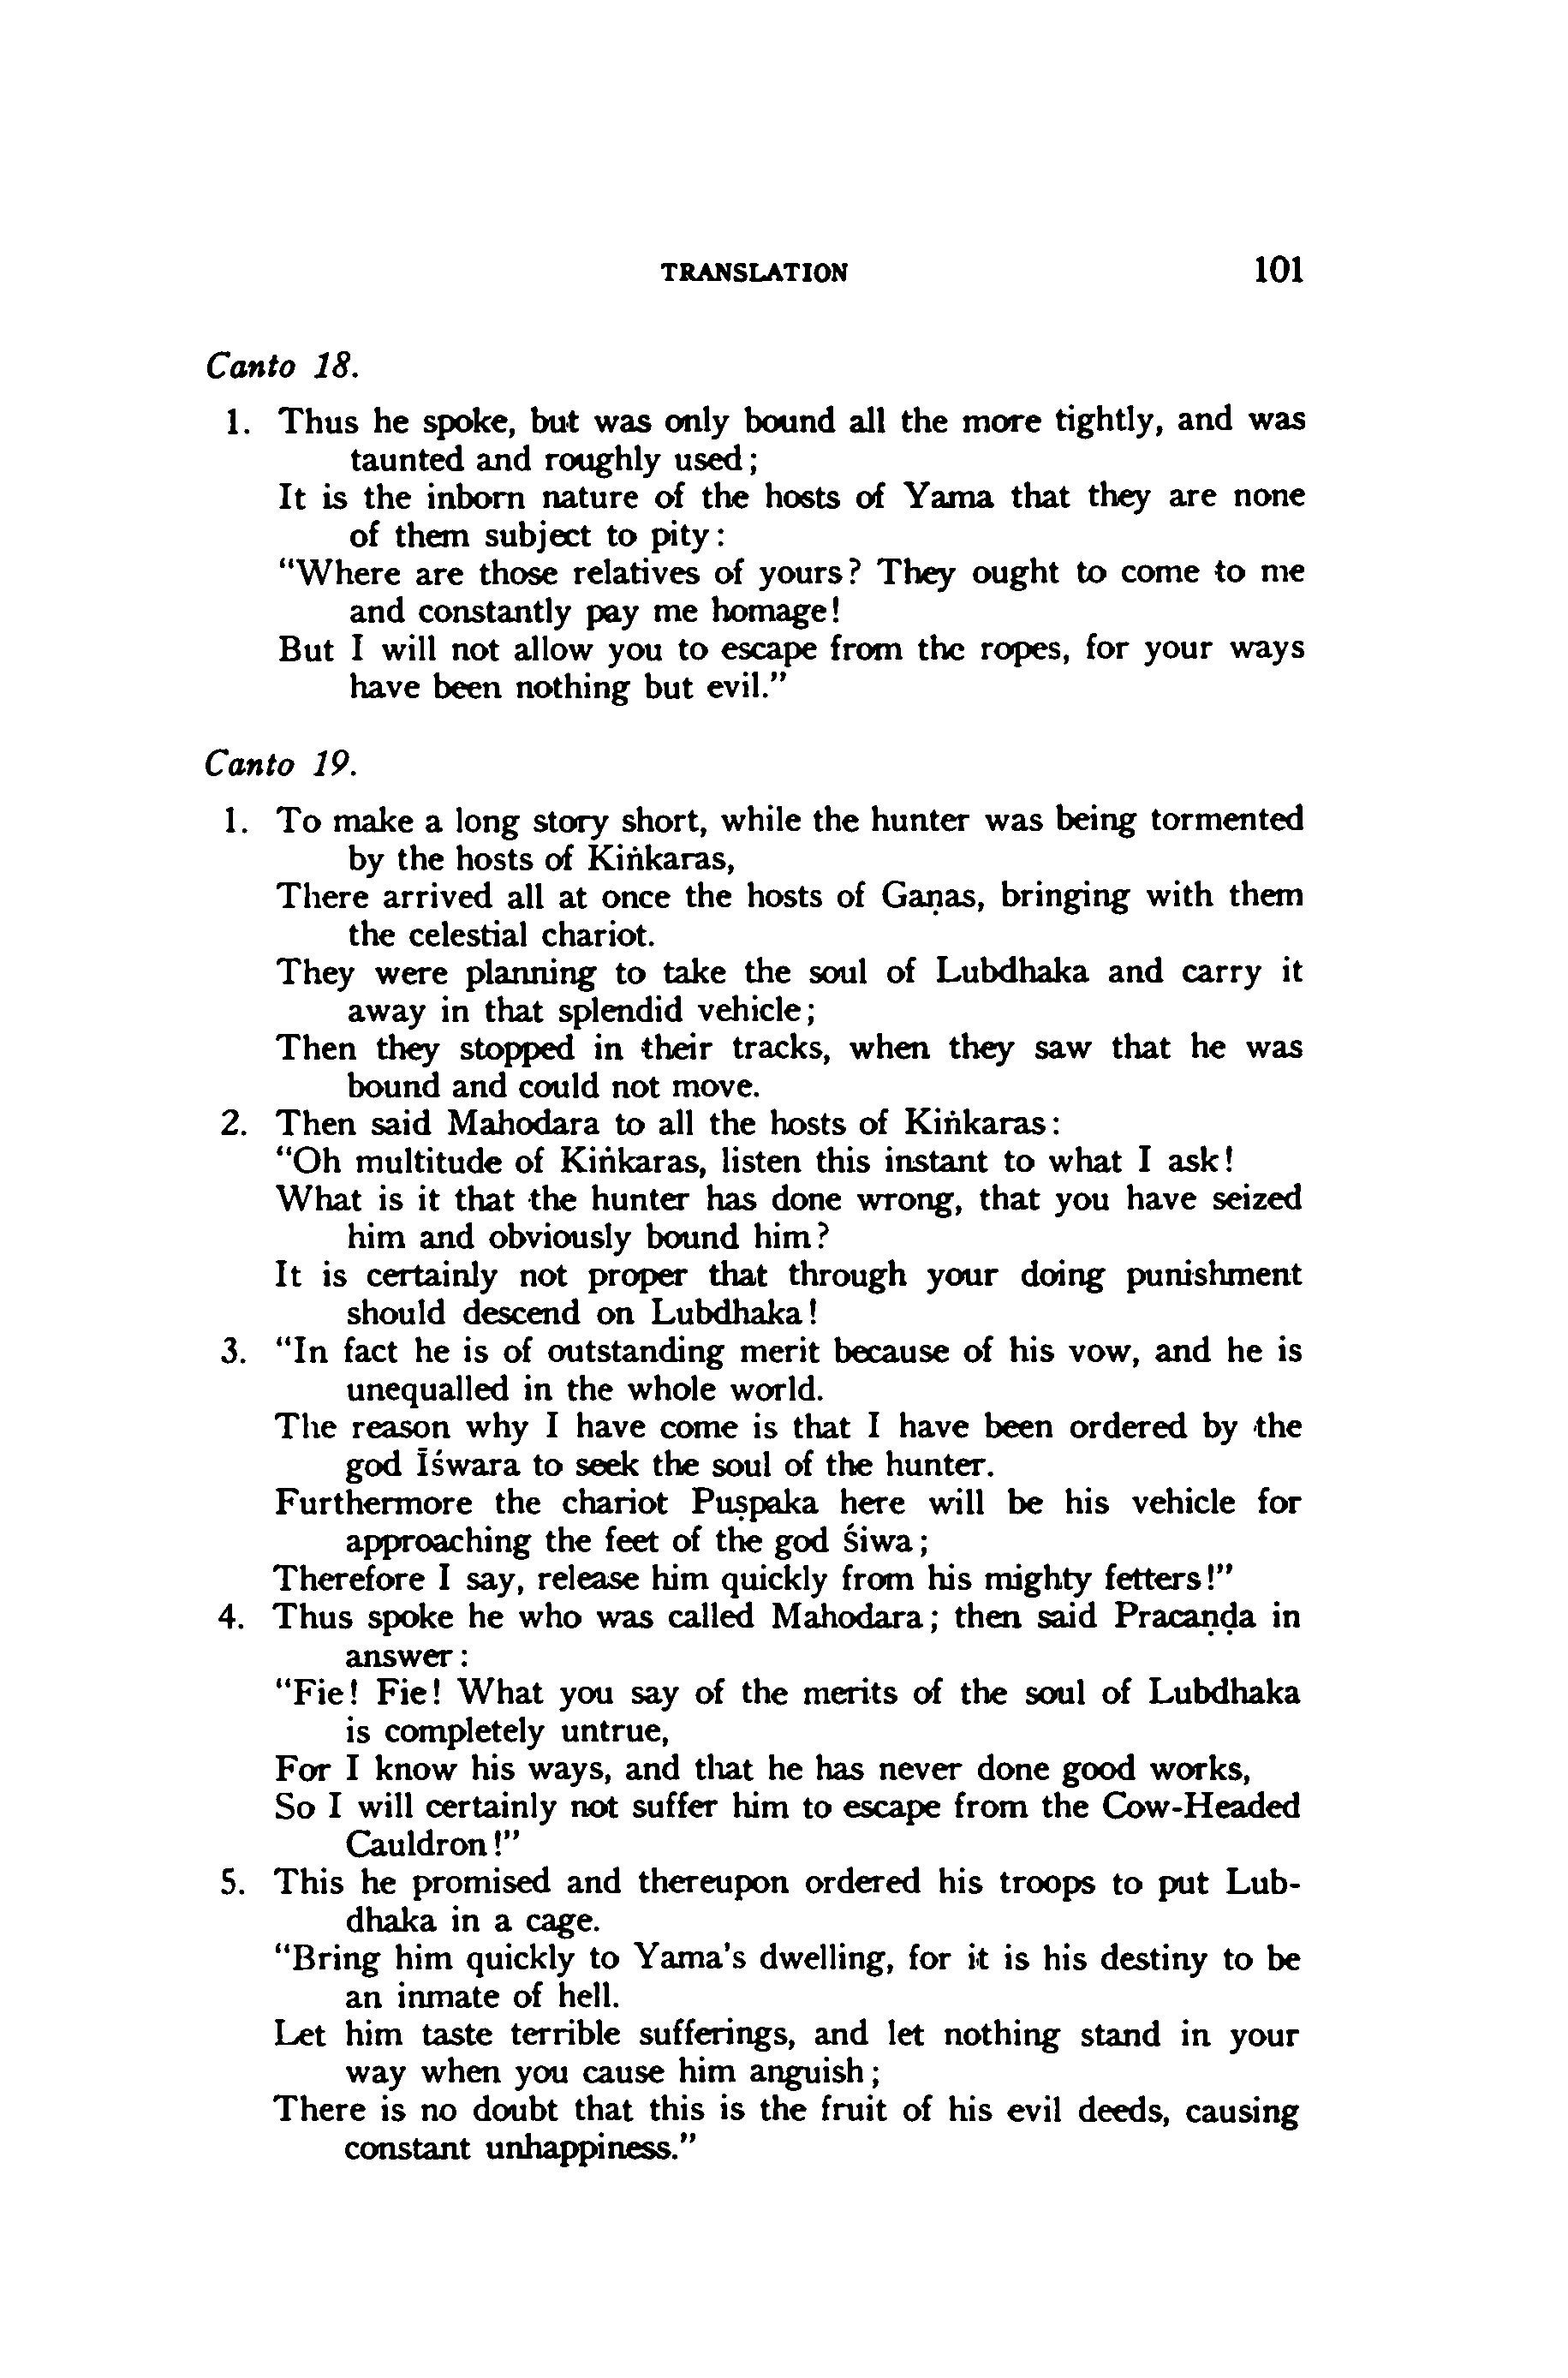 TRANSLATION 101
Canto 18.
1. Thus he spoke, but was only bound all the more tightly, and was
taunted and roughly used;
It is the inborn nature of the hosts of Yama that they are none
of them subject to pity:
“Where are those relatives of yours? They ought to come to me
and constantly pay me homage!
But I will not allow you to escape from the ropes, for your ways
have been nothing but evil.”
Canto 19.
1. To make a long story short, while the hunter was being tormented
by the hosts of Kiṅkaras,
There arrived all at once the hosts of Gaṇas, bringing with them
the celestial chariot.
They were planning to take the soul of Lubdhaka and carry it
away in that splendid vehicle;
Then they stopped in their tracks, when they saw that he was
bound and could not move.
2. Then said Mahodara to all the hosts of Kiṅkaras:
“Oh multitude of Kiṅkaras, listen this instant to what I ask!
What is it that the hunter has done wrong, that you have seized
him and obviously bound him?
It is certainly not proper that through your doing punishment
should descend on Lubdhaka!
3. “In fact he is of outstanding merit because of his vow, and he is
unequalled in the whole world.
The reason why I have come is that I have been ordered by the
god Īśwara to seek the soul of the hunter.
Furthermore the chariot Puṣpaka here will be his vehicle for
approaching the feet of the god Śiwa;
Therefore I say, release him quickly from his mighty fetters!”
4. Thus spoke he who was called Mahodara; then said Pracaṇḍa in
answer:
“Fie! Fie! What you say of the merits of the soul of Lubdhaka
is completely untrue,
For I know his ways, and that he has never done good works,
So I will certainly not suffer him to escape from the Cow-Headed
Cauldron!”
5. This he promised and thereupon ordered his troops to put Lub-
dhaka in a cage.
“Bring him quickly to Yama's dwelling, for it is his destiny to be
an inmate of hell.
Let him taste terrible sufferings, and let nothing stand in your
way when you cause him anguish;
There is no doubt that this is the fruit of his evil deeds, causing
constant unhappiness.”